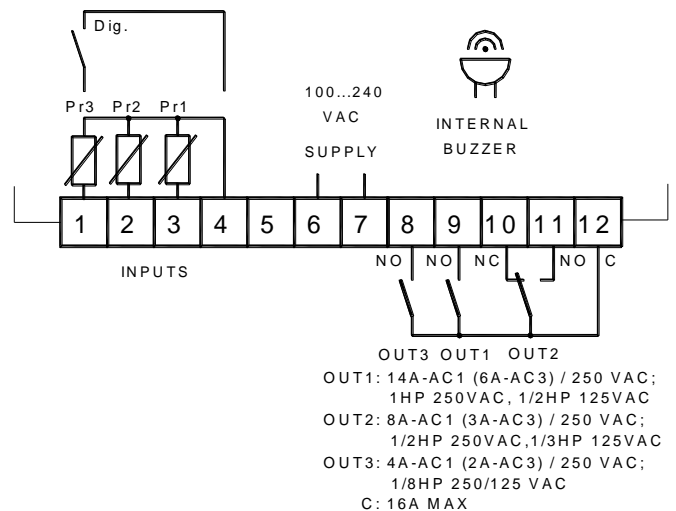 Dig.
100...240
VAC
SUPPLY
INTERNAL
BUZZER
Pr3 Pr2 Pr1
1 2 3 4 5 6 7 8 9 10 11 12
INPUTS
NO NO NC NO C
OUT3 OUT1 OUT2
OUT1: 14A-AC1 (6A-AC3) / 250 VAC;
1HP 250VAC, 1/2HP 125VAC
OUT2: 8A-AC1 (3A-AC3) / 250 VAC;
1/2HP 250VAC, 1/3HP 125VAC
OUT3: 4A-AC1 (2A-AC3) / 250 VAC;
1/8HP 250/125 VAC
C: 16A MAX